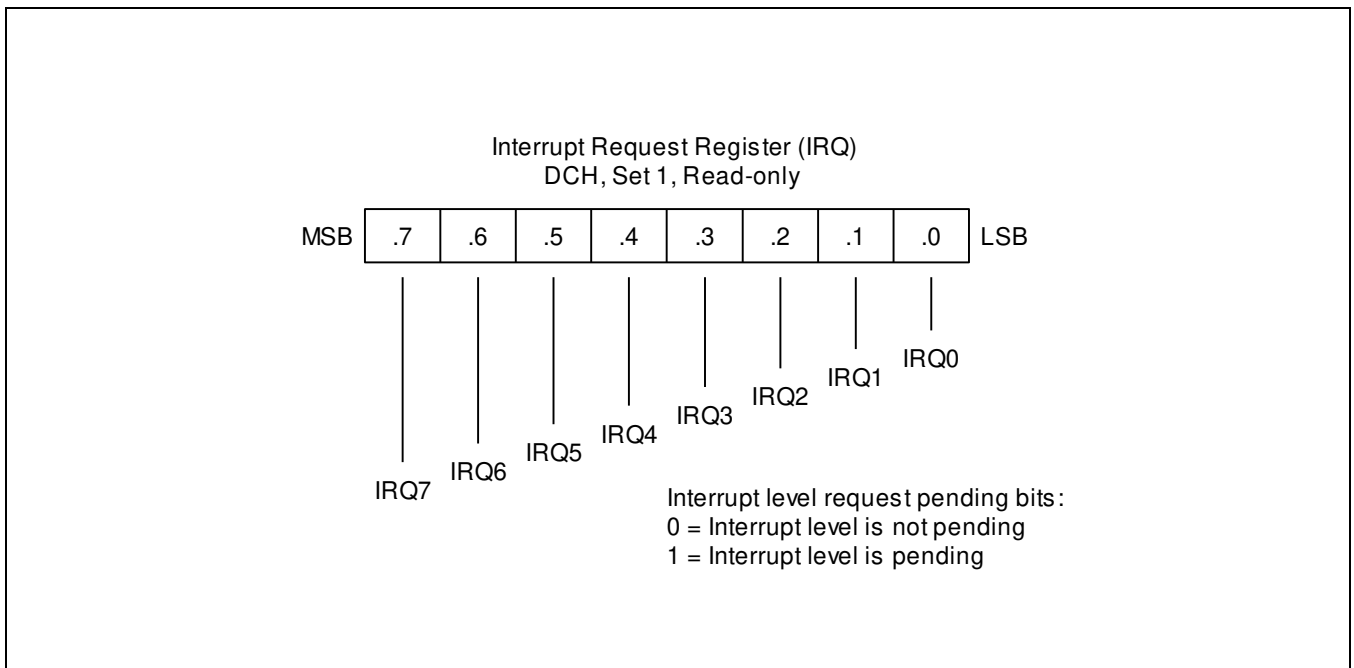 Interrupt Request Register (IRQ)
DCH, Set 1, Read-only
MSB .7 .6 .5 .4 .3 .2 .1 .0 LSB
IRQ0
IRQ1
IRQ2
IRQ3
IRQ4
IRQ5
IRQ6
IRQ7
Interrupt level request pending bits:
0 = Interrupt level is not pending
1 = Interrupt level is pending